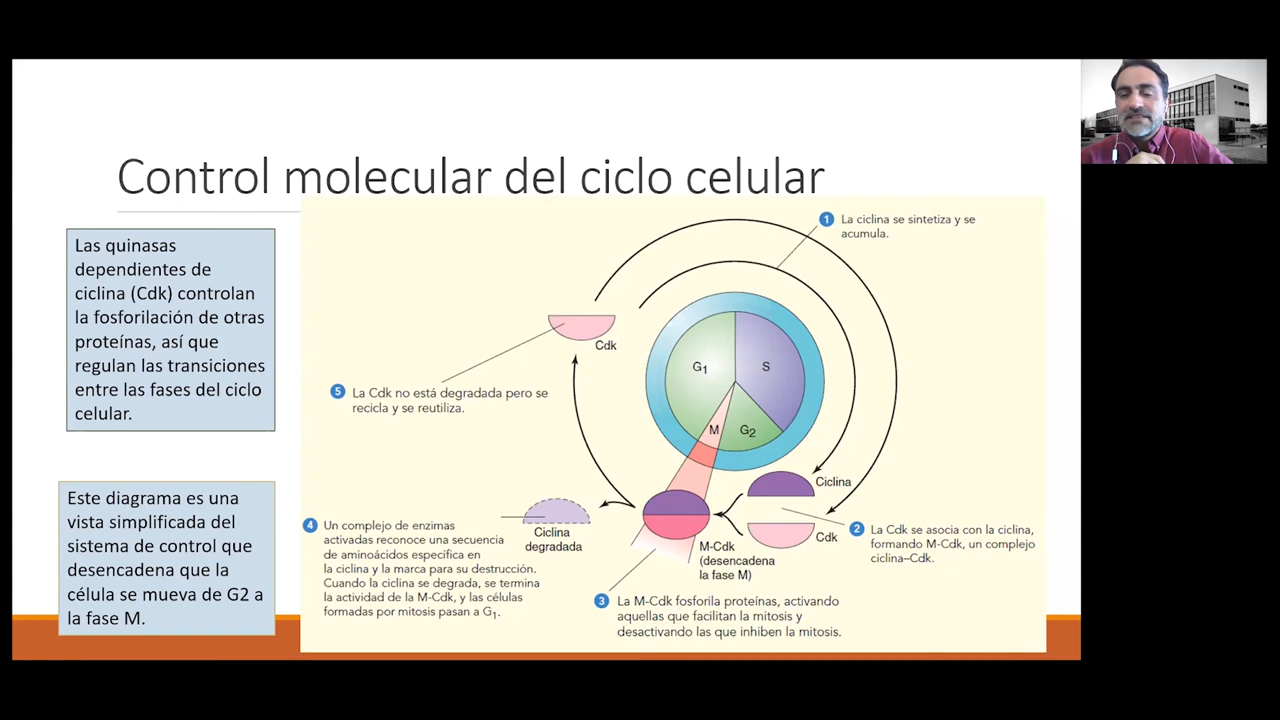 Control molecular del ciclo celular
Las quinasas
dependientes de
ciclina (Cdk) controlan
la fosforilación de otras
proteínas, así que
regulan las transiciones
entre las fases del ciclo
celular.
Este diagrama es una
vista simplificada del
sistema de control que
desencadena que la
célula se mueva de G2 a
la fase M.
1 La ciclina se sintetiza y se
acumula.
Cdk
G1
S
M
G2
5 La Cdk no está degradada pero se
recicla y se reutiliza.
Ciclina
Cdk
2 La Cdk se asocia con la ciclina,
formando M-Cdk, un complejo
ciclina–Cdk.
M-Cdk
(desencadena
la fase M)
Ciclina
degradada
3 La M-Cdk fosforila proteínas, activando
aquellas que facilitan la mitosis y
desactivando las que inhiben la mitosis.
4 Un complejo de enzimas
activadas reconoce una secuencia
de aminoácidos específica en
la ciclina y la marca para su destrucción.
Cuando la ciclina se degrada, se termina
la actividad de la M-Cdk, y las células
formadas por mitosis pasan a G1.